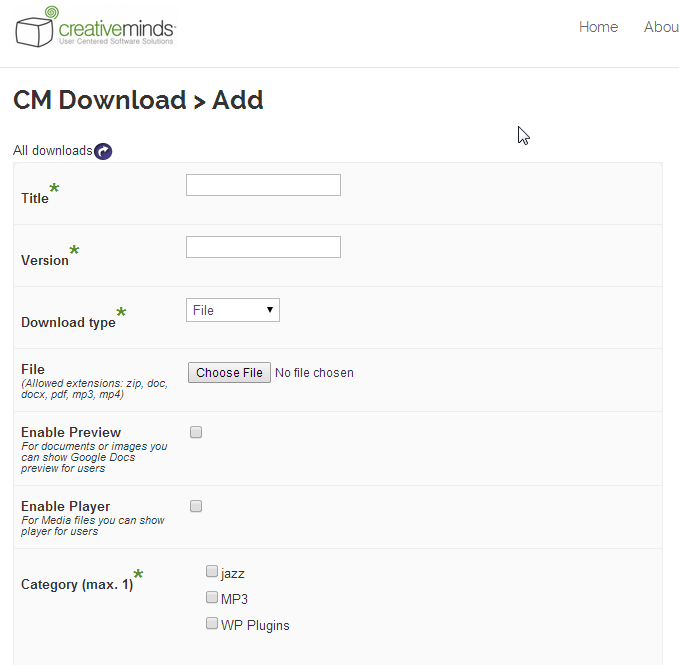 creativeminds
User Centered Software Solutions
Home
Abou
CM Download > Add
All downloads
Title*
Version*
Download type*
File
File
(Allowed extensions: zip, doc,
docx, pdf, mp3, mp4)
Choose File No file chosen
Enable Preview
For documents or images you
can show Google Docs
preview for users
Enable Player
For Media files you can show
player for users
Category (max. 1)*
jazz
MP3
WP Plugins